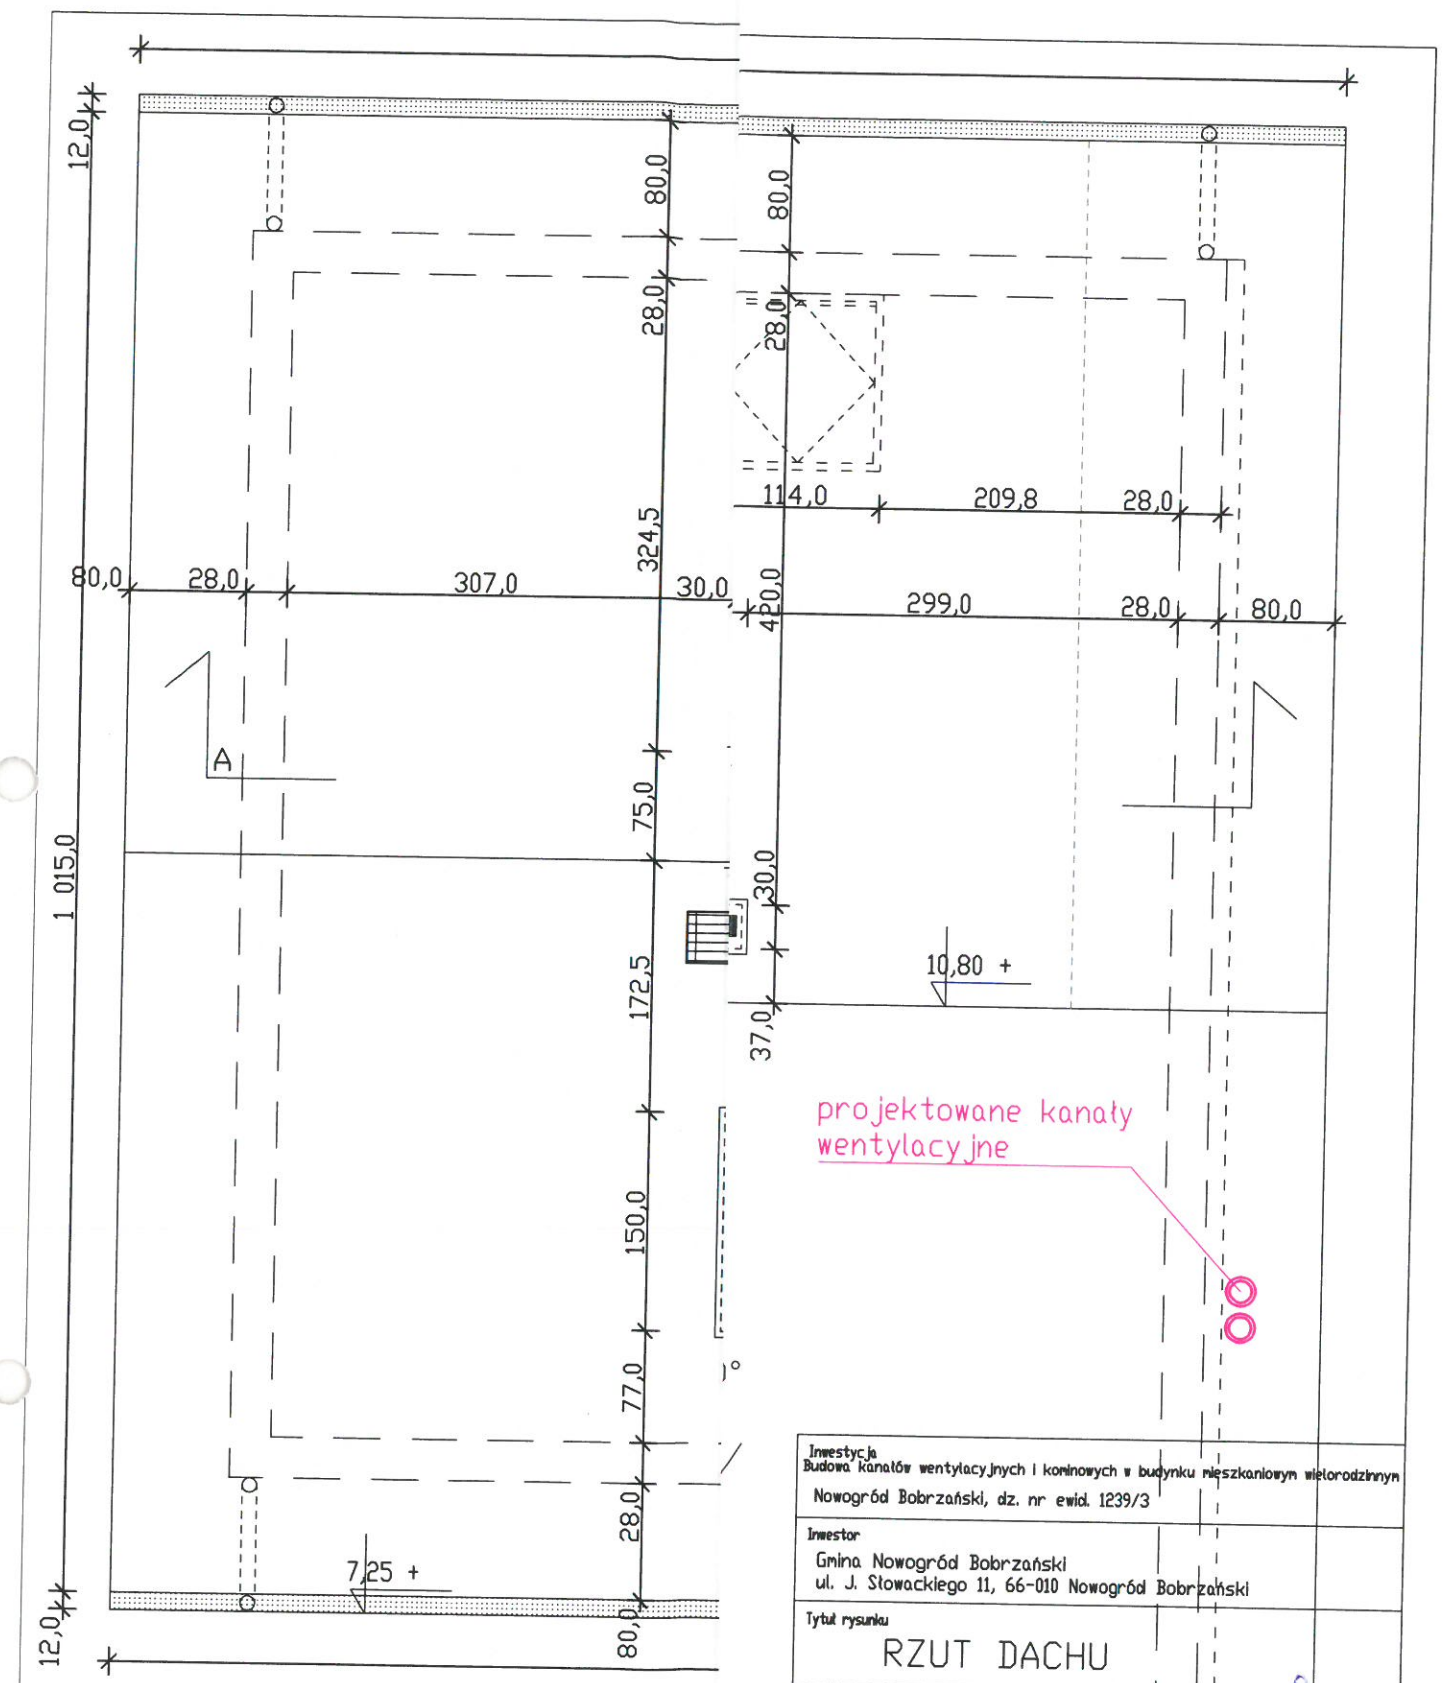 12,0
80,0
80,0
28,0
28,0
114,0
209,8
28,0
324,5
80,0
28,0
307,0
30,0
420,0
299,0
28,0
80,0
A
75,0
1 015,0
30,0
172,5
10,80 +
37,0
projektowane kanały
wentylacyjne
150,0
77,0
Inwestycja
Budowa kanałów wentylacyjnych i kominowych w budynku mieszkaniowym wielorodzinnym
Nowogród Bobrzański, dz. nr ewid. 1239/3
28,0
Inwestor
Gmina Nowogród Bobrzański
ul. J. Słowackiego 11, 66-010 Nowogród Bobrzański
7,25 +
12,0
80,0
Tytuł rysunku
RZUT DACHU